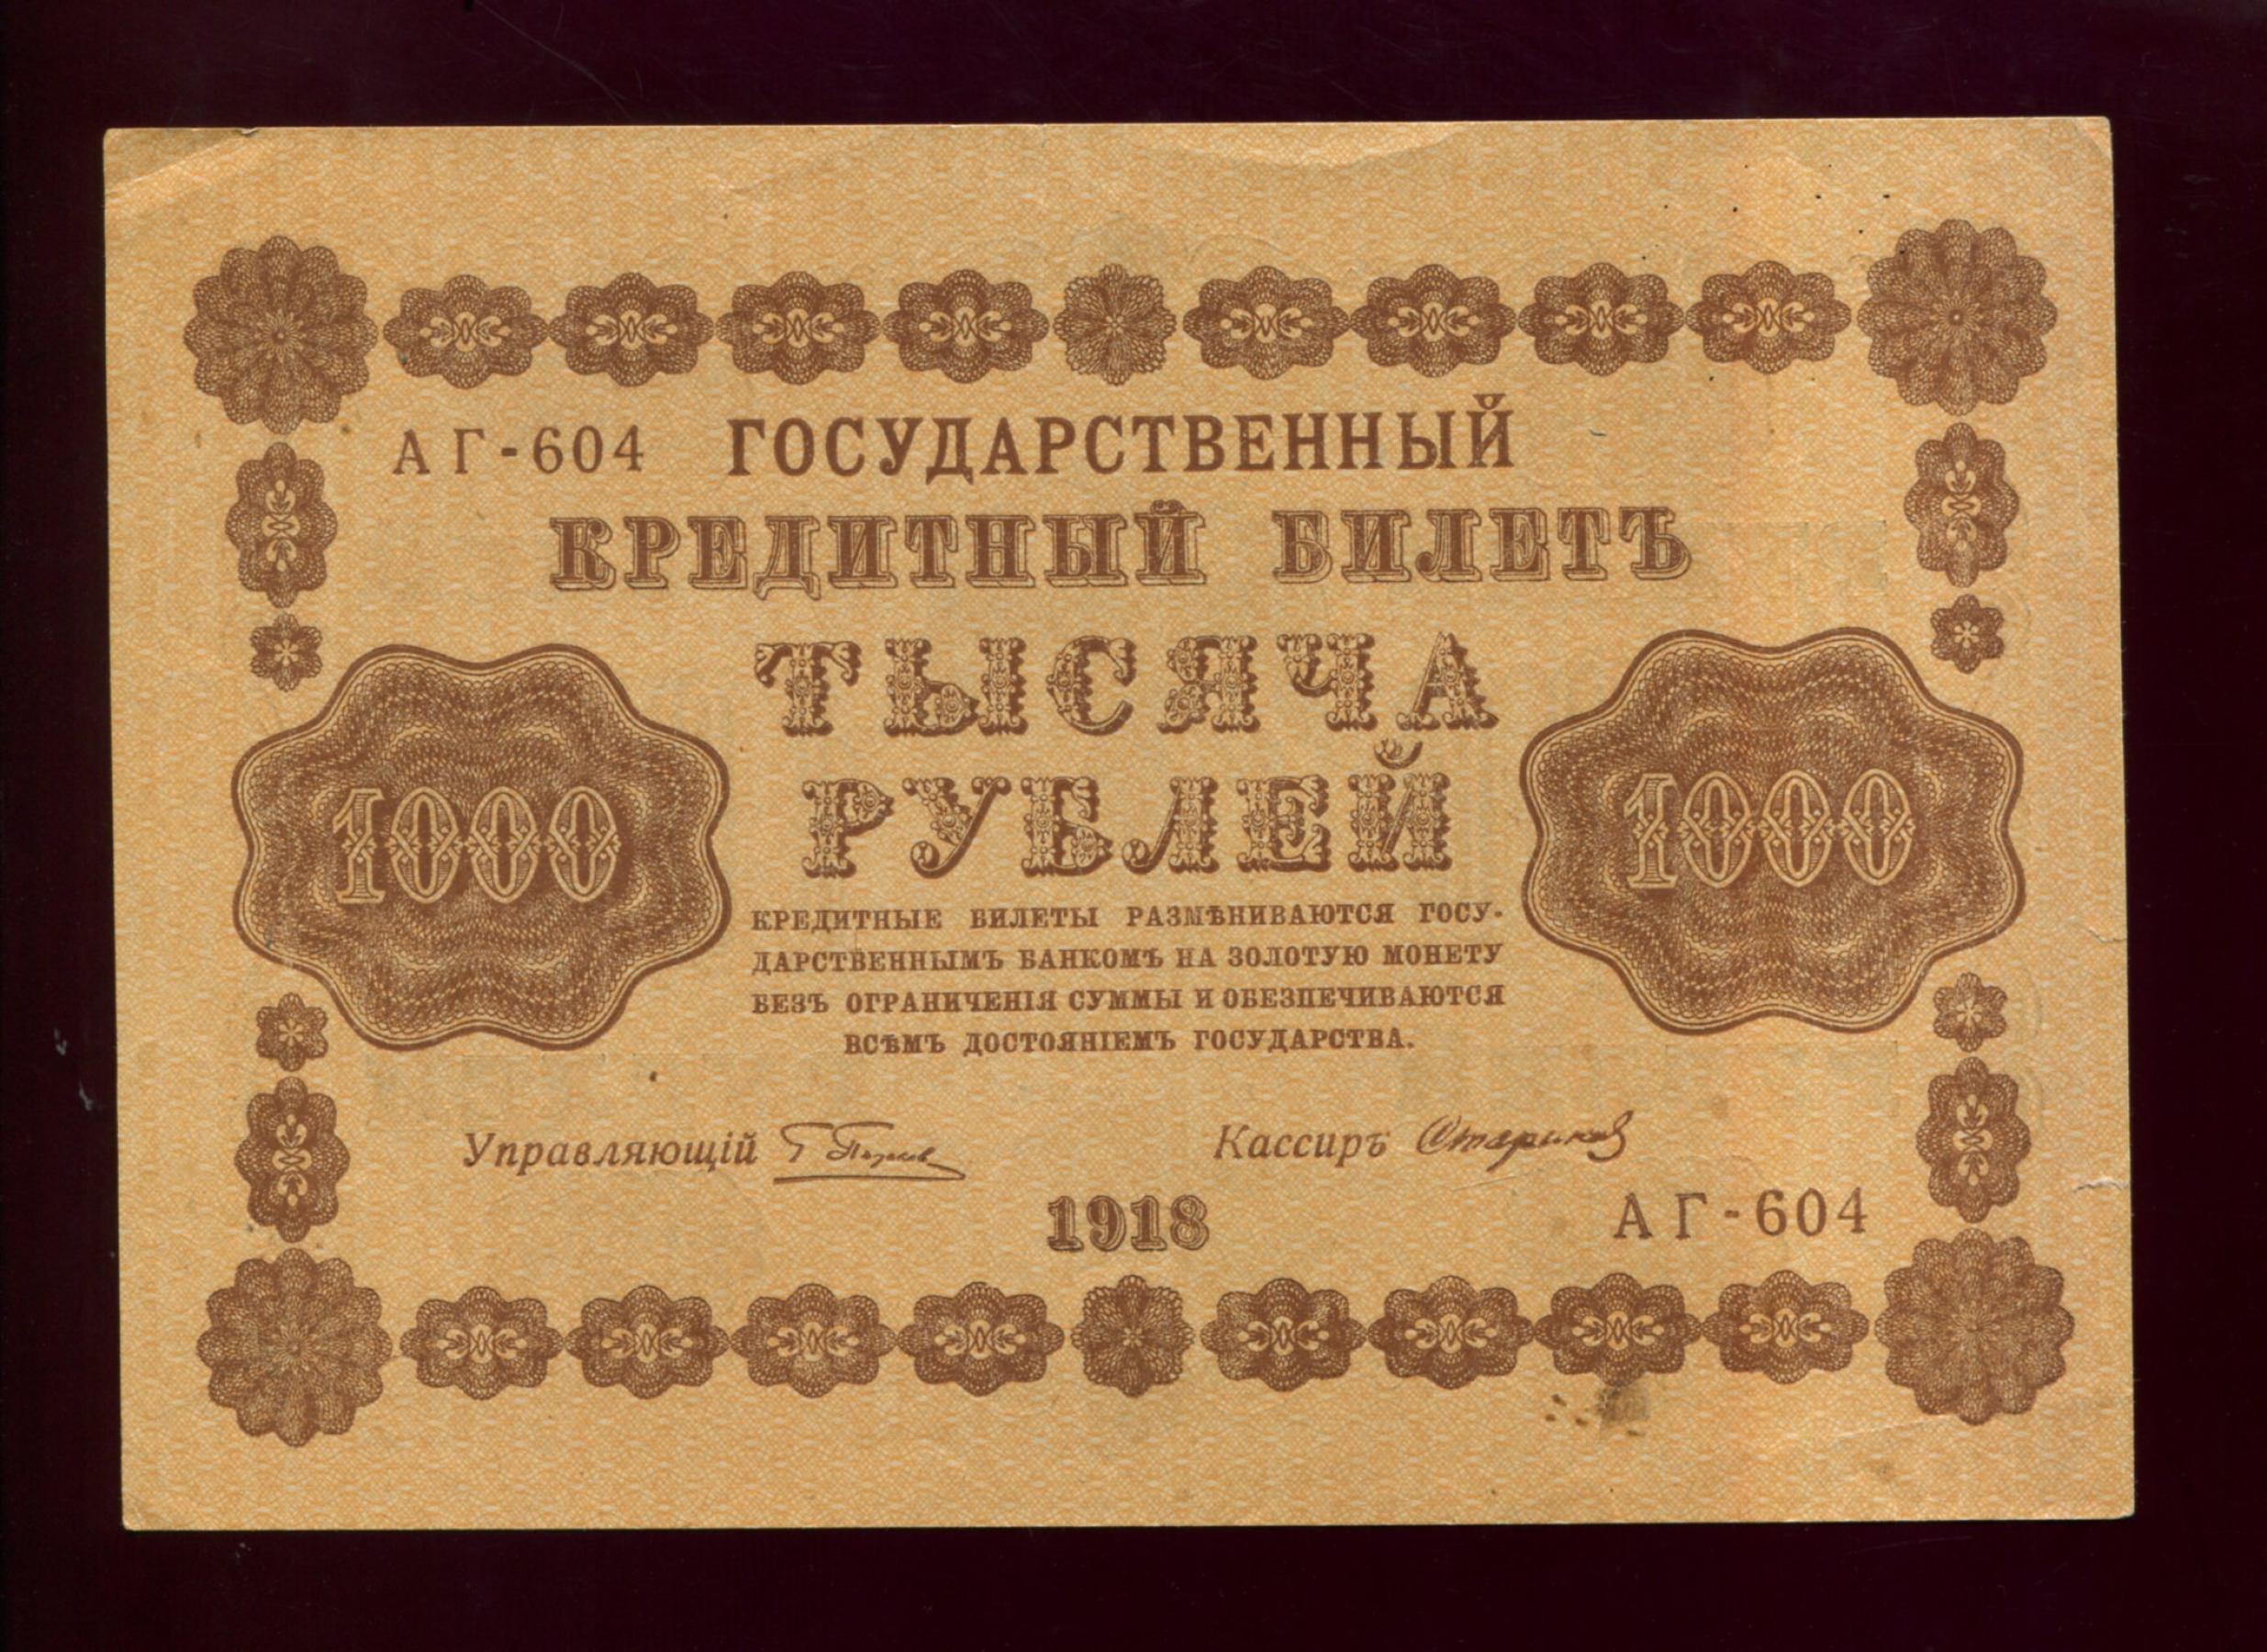 АГ-604 ГОСУДАРСТВЕННЫЙ
КРЕДИТНЫЙ БИЛЕТЪ
ТЫСЯЧА
РУБЛЕЙ
1000
1000
КРЕДИТНЫЕ БИЛЕТЫ РАЗМѢНИВАЮТСЯ ГОСУ-
ДАРСТВЕННЫМЪ БАНКОМЪ НА ЗОЛОТУЮ МОНЕТУ
БЕЗЪ ОГРАНИЧЕНІЯ СУММЫ И ОБЕЗПЕЧИВАЮТСЯ
ВСѢМЪ ДОСТОЯНІЕМЪ ГОСУДАРСТВА.
Управляющій Кассиръ Стариков
1918
АГ-604